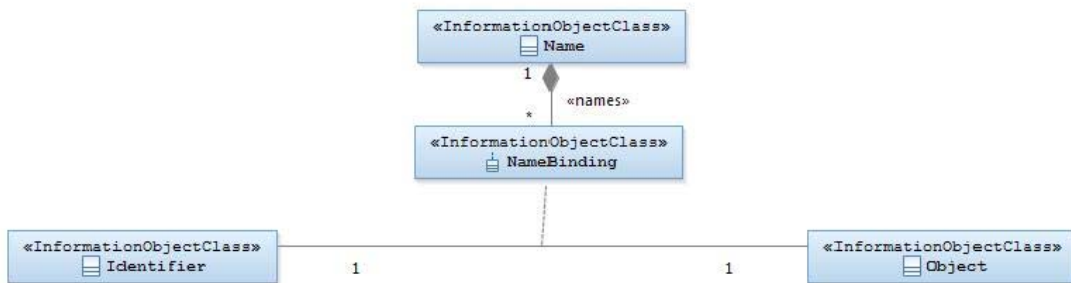 «InformationObjectClass»
Name
1
«names»
*
«InformationObjectClass»
NameBinding
«InformationObjectClass»
Identifier
1
1
«InformationObjectClass»
Object